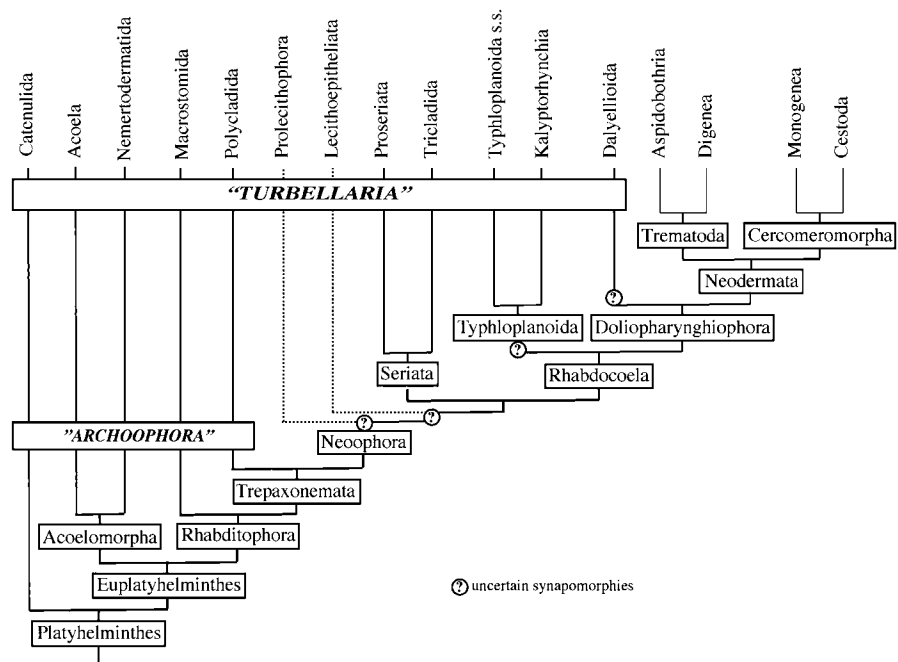 Catenulida
Acoela
Nemertodermatida
Macrostomida
Polycladida
Prolecithophora
Lecithoepitheliata
Proseriata
Tricladida
Typhloplanoida s.s.
Kalyptorhynchia
Dalyellioida
Aspidobothria
Digenea
Monogenea
Cestoda
"TURBELLARIA"
Trematoda
Cercomeromorpha
Neodermata
?
Typhloplanoida
Doliopharynghiophora
?
Seriata
Rhabdocoela
?
?
"ARCHOOPHORA"
Neoophora
Trepaxonemata
Acoelomorpha
Rhabditophora
Euplatyhelminthes
? uncertain synapomorphies
Platyhelminthes